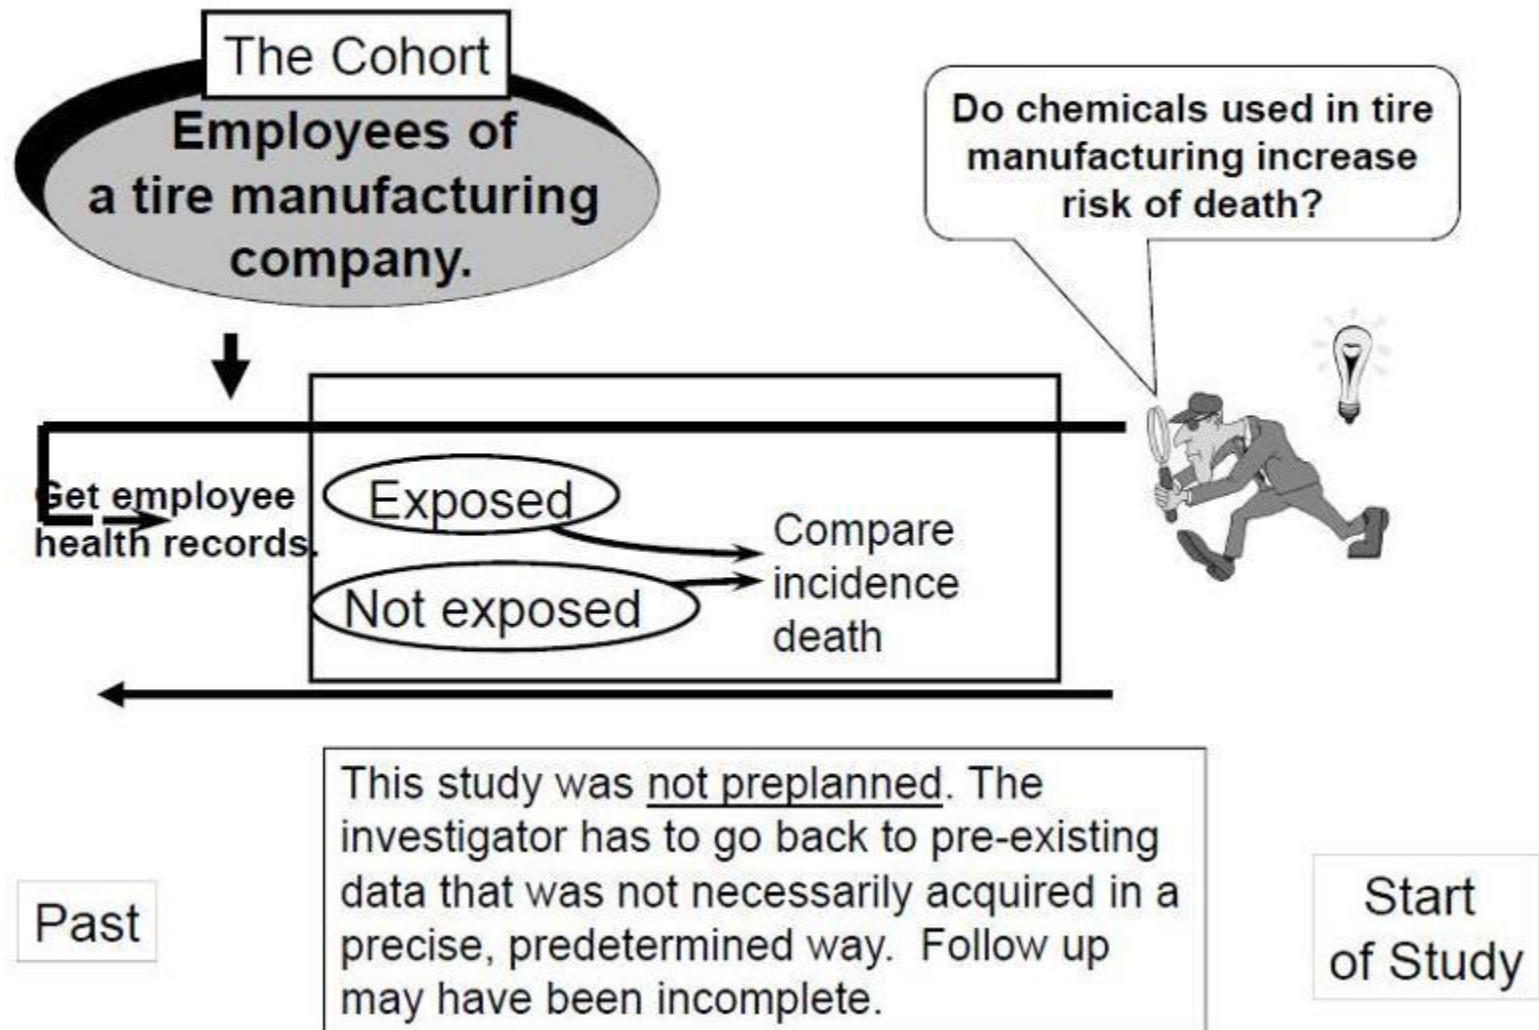 The Cohort
Employees of
a tire manufacturing
company.
Do chemicals used in tire
manufacturing increase
risk of death?
Get employee
health records.
Exposed
Not exposed
Compare
incidence
death
This study was not preplanned. The
investigator has to go back to pre-existing
data that was not necessarily acquired in a
precise, predetermined way. Follow up
may have been incomplete.
Past
Start
of Study